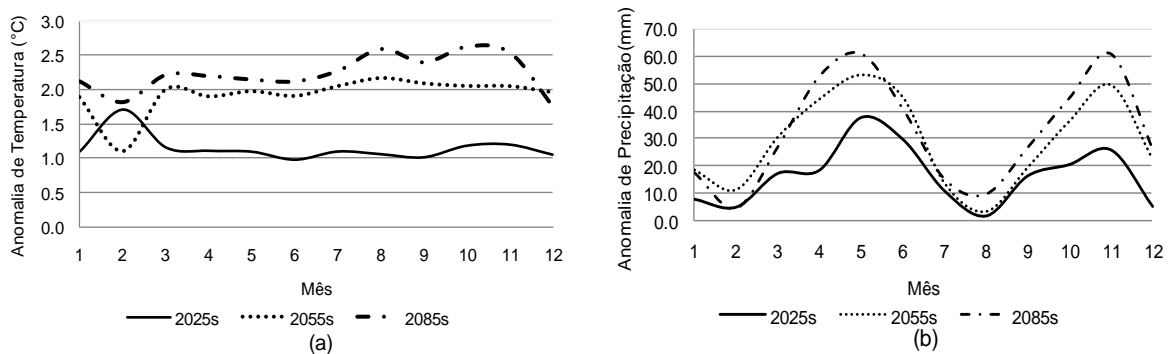 Anomalia de Temperatura (°C)
3.0
2.5
2.0
1.5
1.0
0.5
0.0
1 2 3 4 5 6 7 8 9 10 11 12
Mês
2025s 2055s 2085s
(a)
Anomalia de Precipitação(mm)
70.0
60.0
50.0
40.0
30.0
20.0
10.0
0.0
1 2 3 4 5 6 7 8 9 10 11 12
Mês
2025s 2055s 2085s
(b)